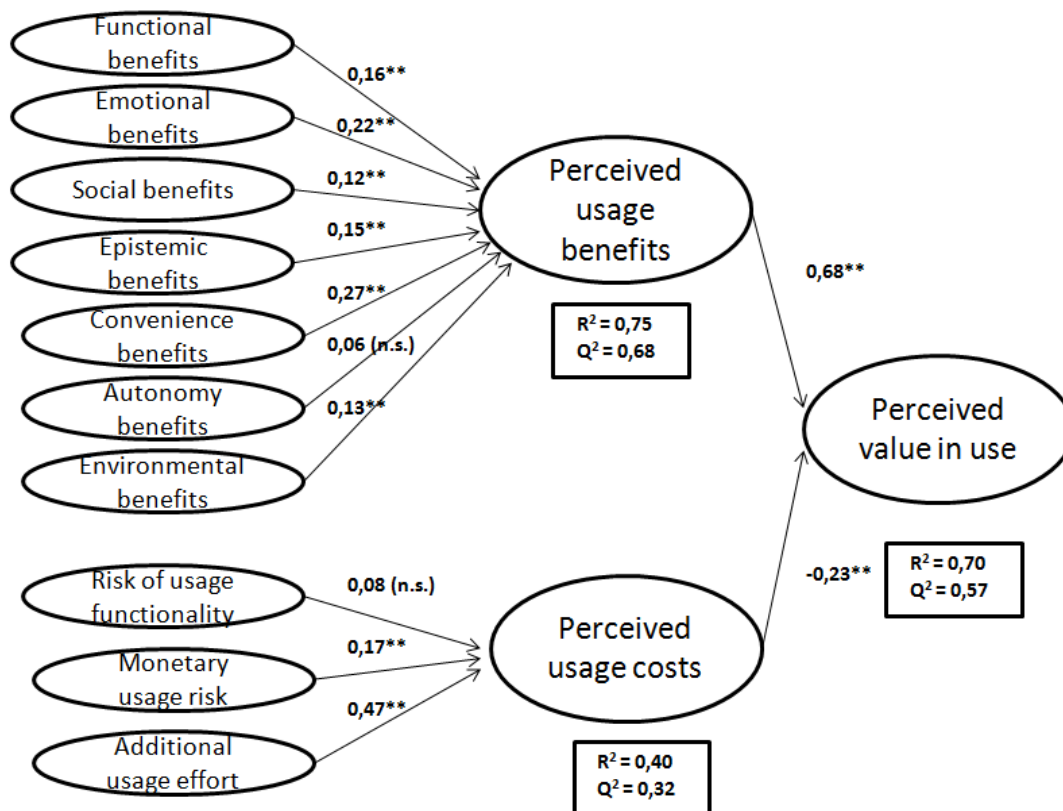 Functional
benefits
0,16**
Emotional
benefits
0,22**
Social benefits
0,12**
Epistemic
benefits
0,15**
Convenience
benefits
0,27**
Autonomy
benefits
0,06 (n.s.)
Environmental
benefits
0,13**
Perceived
usage
benefits
R² = 0,75
Q² = 0,68
0,68**
Perceived
value in use
R² = 0,70
Q² = 0,57
-0,23**
Risk of usage
functionality
0,08 (n.s.)
Monetary
usage risk
0,17**
Additional
usage effort
0,47**
Perceived
usage costs
R² = 0,40
Q² = 0,32